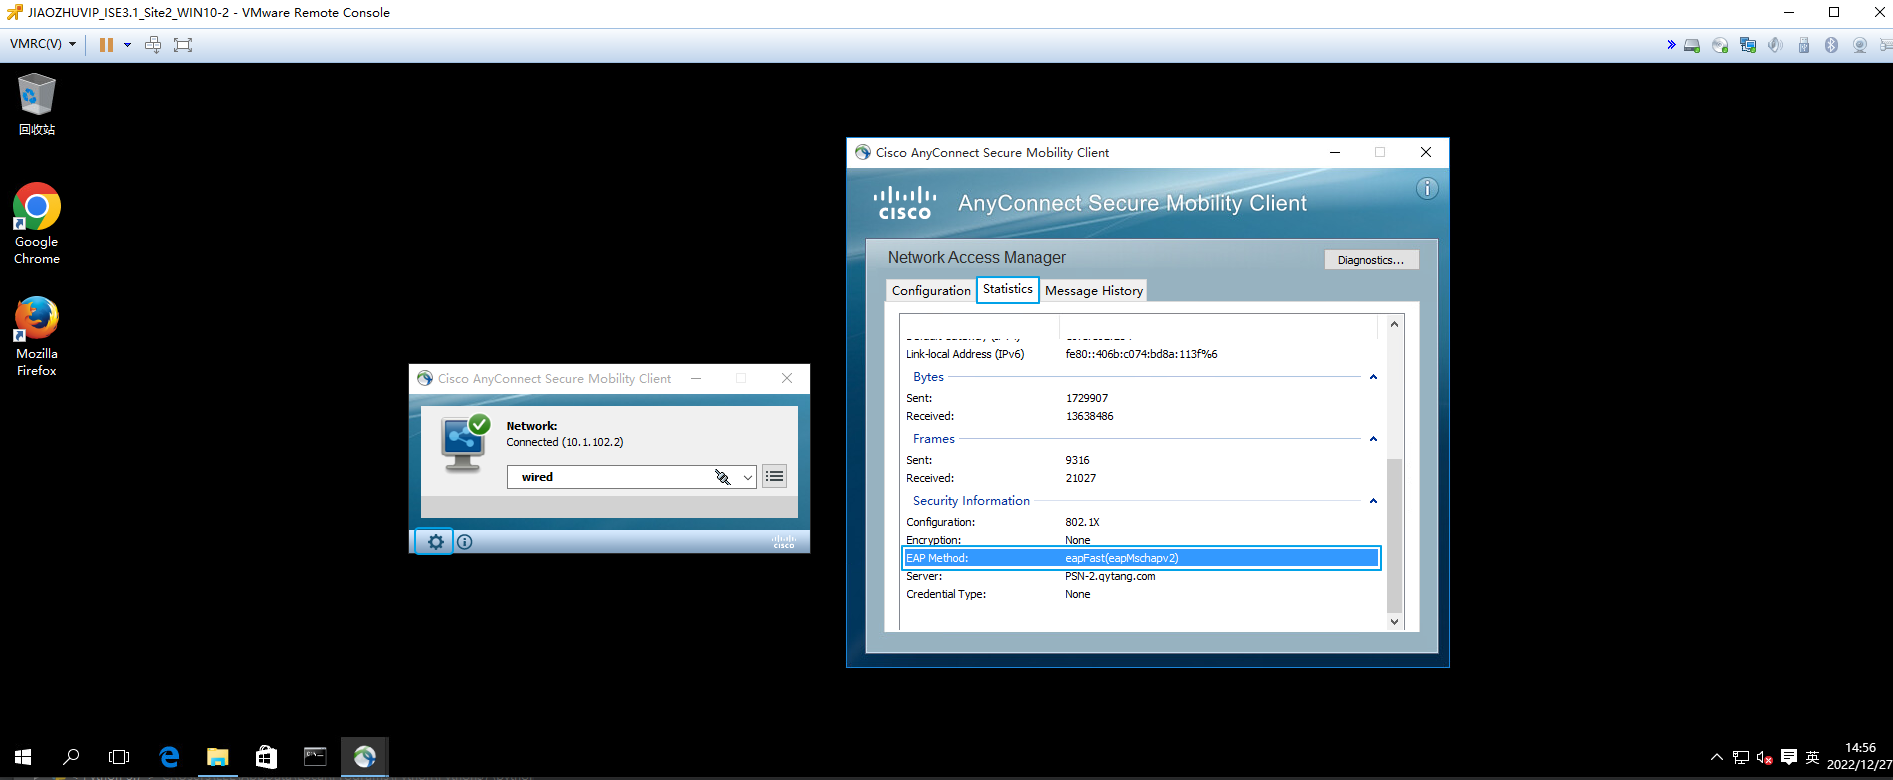 JIAOZHUVIP_ISE3.1_Site2_WIN10-2 - VMware Remote Console
VMRC(V)
回收站
Google
Chrome
Mozilla
Firefox
Cisco AnyConnect Secure Mobility Client
Network:
Connected (10.1.102.2)
wired
CISCO
Cisco AnyConnect Secure Mobility Client
CISCO
AnyConnect Secure Mobility Client
Network Access Manager
Diagnostics...
Configuration
Statistics
Message History
Link-local Address (IPv6) fe80::406b:c074:bd8a:113f%6
Bytes
Sent: 1729907
Received: 13638486
Frames
Sent: 9316
Received: 21027
Security Information
Configuration: 802.1X
Encryption: None
EAP Method: eapFast(eapMschapv2)
Server: PSN-2.qytang.com
Credential Type: None
英
14:56
2022/12/27